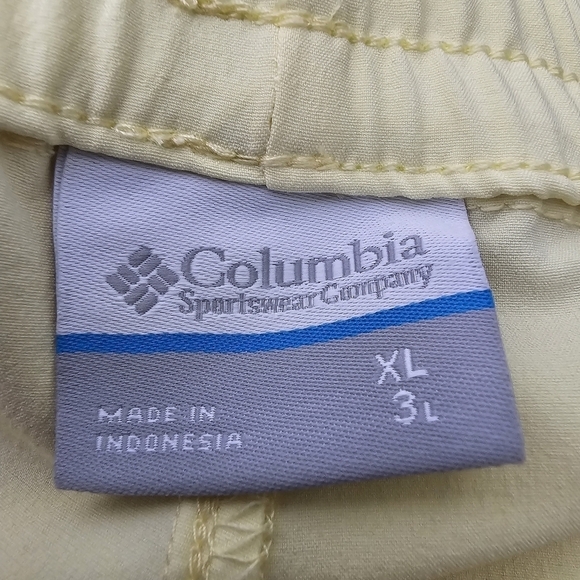 Columbia
Sportswear Company
XL
3L
MADE IN
INDONESIA